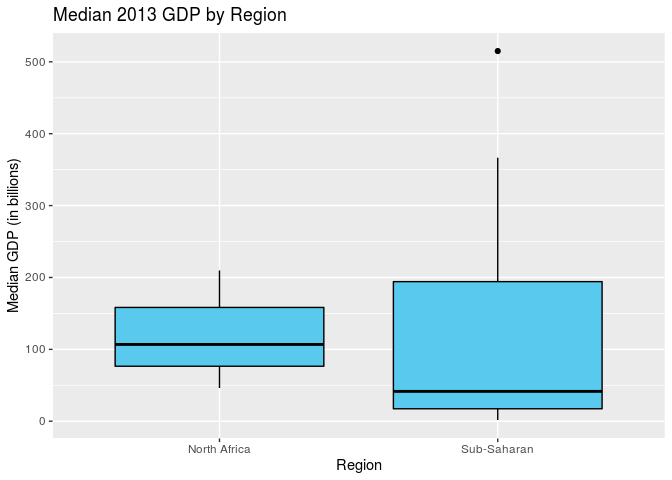 Median 2013 GDP by Region
Median GDP (in billions)
500
400
300
200
100
0
North Africa
Sub-Saharan
Region